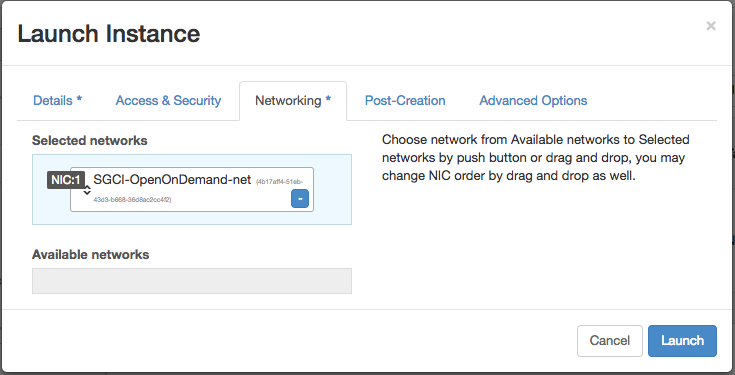 Launch Instance
×
Details *
Access & Security
Networking *
Post-Creation
Advanced Options
Selected networks
NIC:1
SGCI-OpenOnDemand-net (4b17aff4-51eb-
43d3-b668-36d8ac2cc4f2)
-
Choose network from Available networks to Selected
networks by push button or drag and drop, you may
change NIC order by drag and drop as well.
Available networks
Cancel
Launch